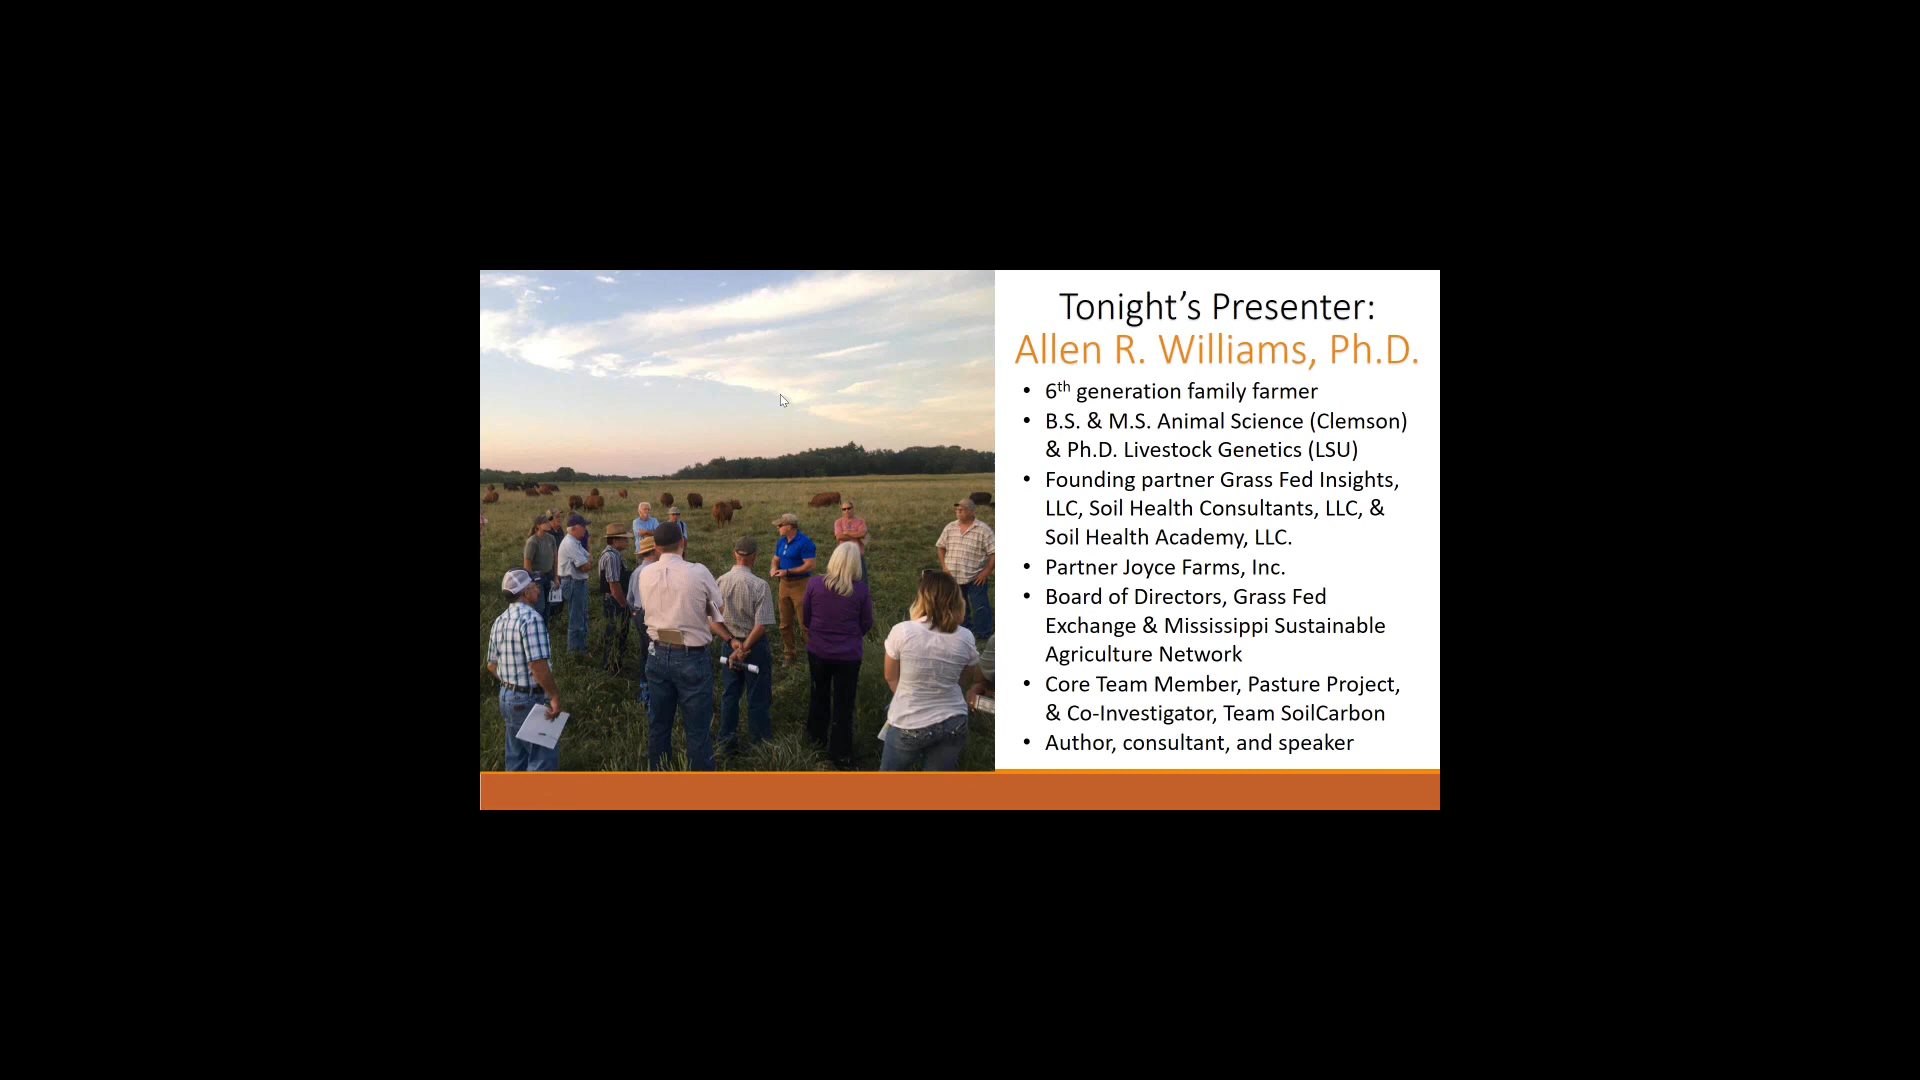 Tonight’s Presenter:
Allen R. Williams, Ph.D.
• 6th generation family farmer
• B.S. & M.S. Animal Science (Clemson)
& Ph.D. Livestock Genetics (LSU)
• Founding partner Grass Fed Insights,
LLC, Soil Health Consultants, LLC, &
Soil Health Academy, LLC.
• Partner Joyce Farms, Inc.
• Board of Directors, Grass Fed
Exchange & Mississippi Sustainable
Agriculture Network
• Core Team Member, Pasture Project,
& Co-Investigator, Team SoilCarbon
• Author, consultant, and speaker